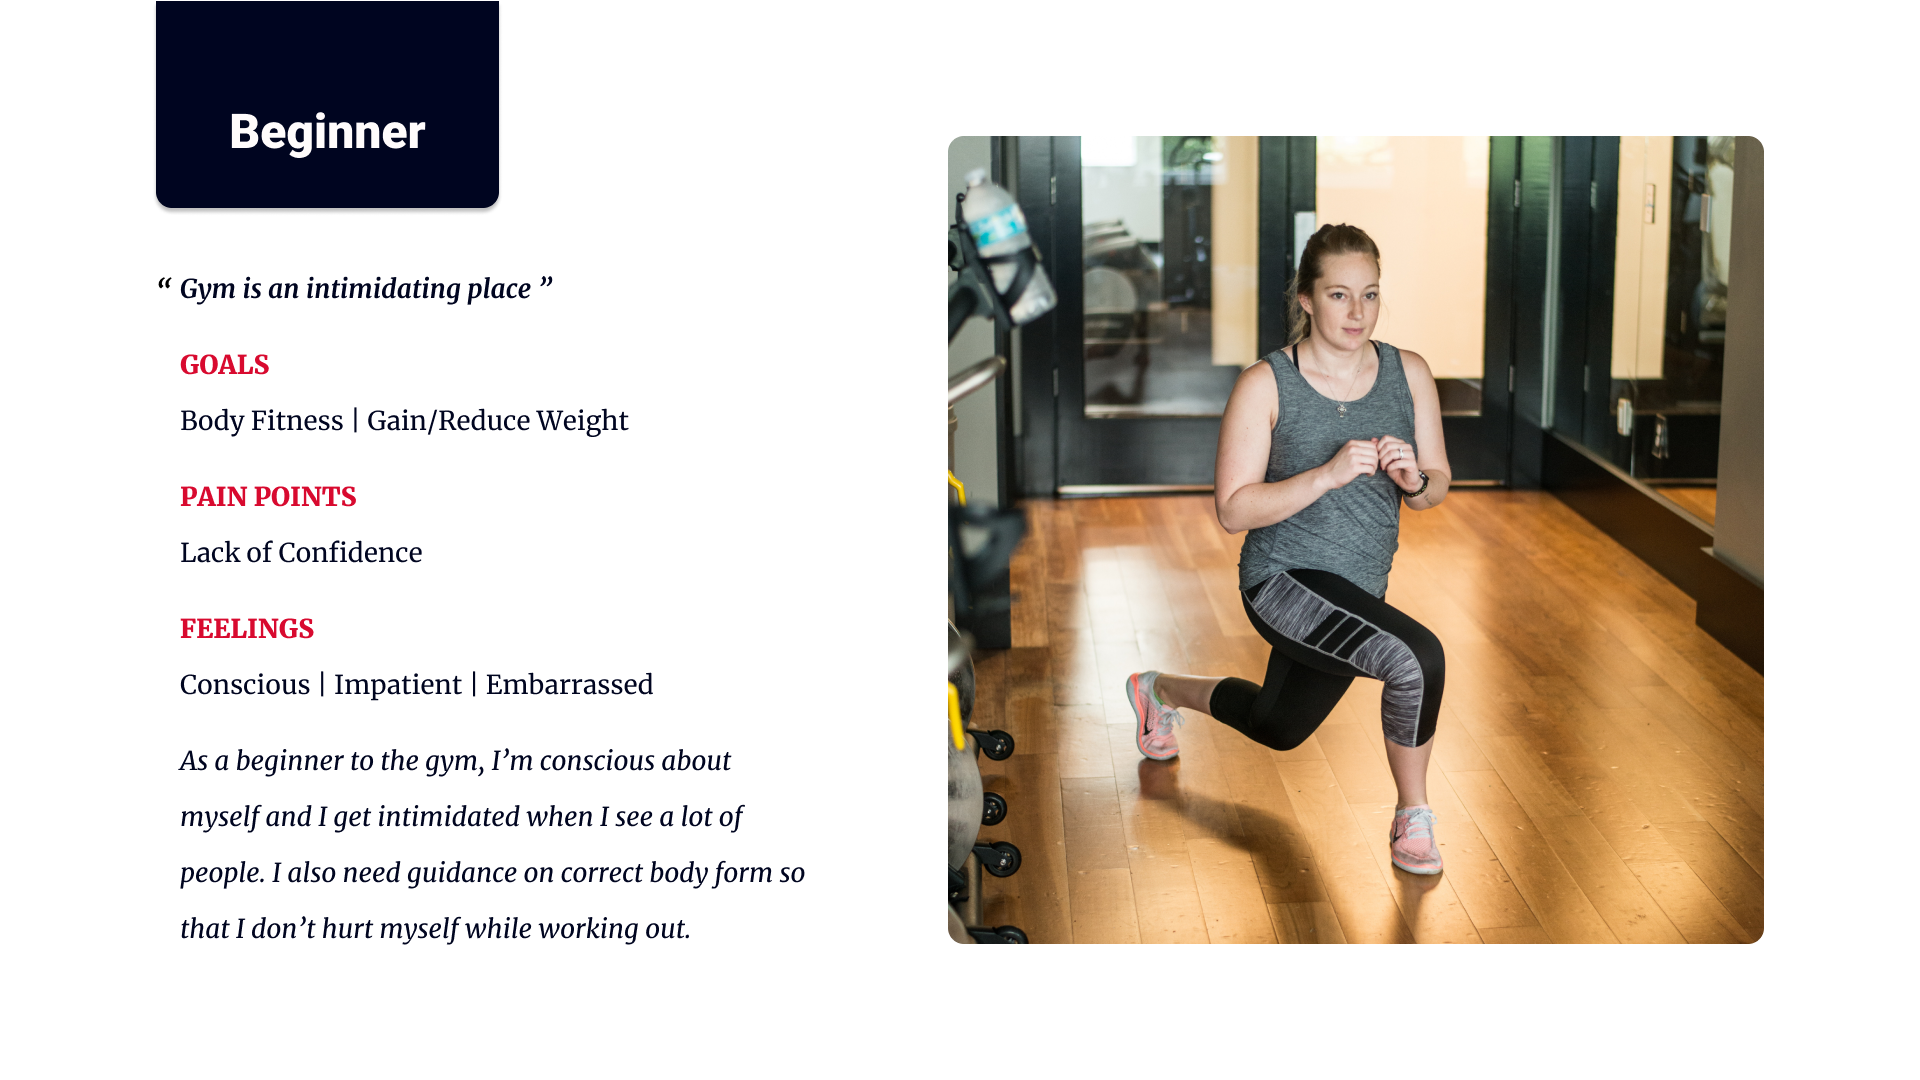 Beginner
“ Gym is an intimidating place ”
GOALS
Body Fitness | Gain/Reduce Weight
PAIN POINTS
Lack of Confidence
FEELINGS
Conscious | Impatient | Embarrassed
As a beginner to the gym, I’m conscious about
myself and I get intimidated when I see a lot of
people. I also need guidance on correct body form so
that I don’t hurt myself while working out.